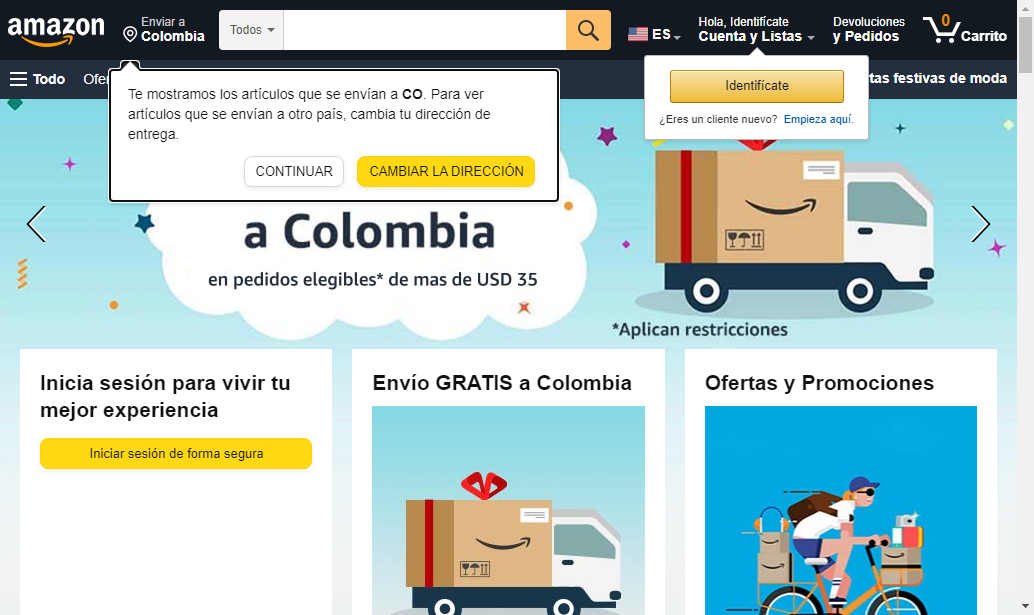 amazon
Enviar a
Colombia
Todos
ES
Hola, Identifícate
Cuenta y Listas
Devoluciones
y Pedidos
0
Carrito
Todo
Ofer
tas festivas de moda
Te mostramos los artículos que se envían a CO. Para ver
artículos que se envían a otro país, cambia tu dirección de
entrega.
CONTINUAR
CAMBIAR LA DIRECCIÓN
Identifícate
¿Eres un cliente nuevo? Empieza aquí.
a Colombia
en pedidos elegibles* de mas de USD 35
*Aplican restricciones
Inicia sesión para vivir tu
mejor experiencia
Iniciar sesión de forma segura
Envío GRATIS a Colombia
Ofertas y Promociones